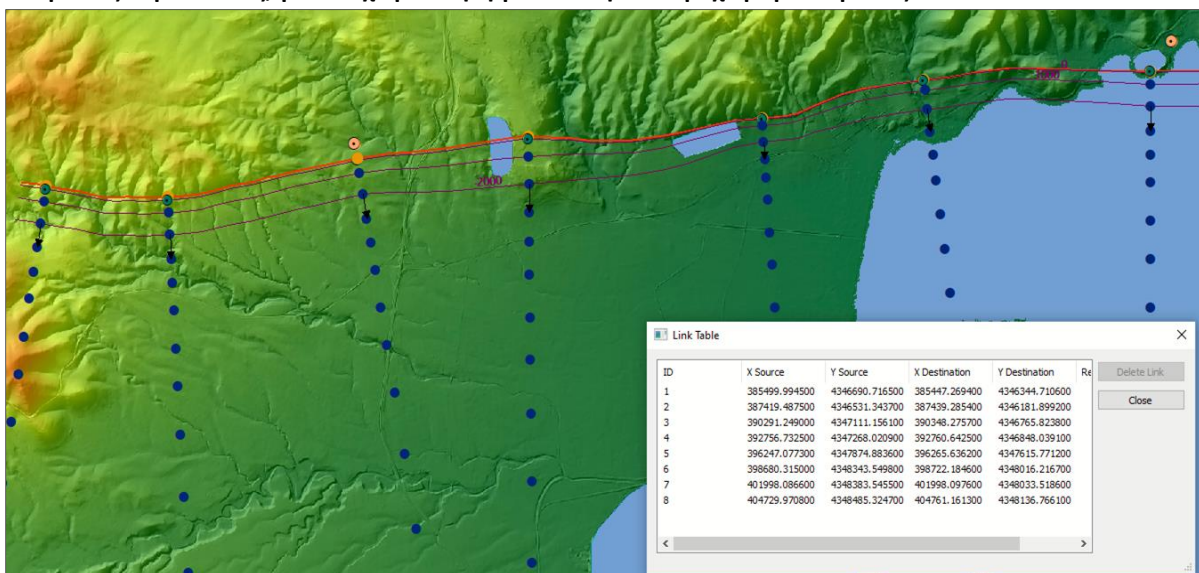 0
1000
2000
Link Table
ID X Source Y Source X Destination Y Destination Re
1 385499.994500 4346690.716500 385447.269400 4346344.710600
2 387419.487500 4346531.343700 387439.285400 4346181.899200
3 390291.249000 4347111.156100 390348.275700 4346765.823800
4 392756.732500 4347268.020900 392760.642500 4346848.039100
5 396247.077300 4347874.883600 396265.636200 4347615.771200
6 398680.315000 4348343.549800 398722.184600 4348016.216700
7 401998.086600 4348383.545500 401998.097600 4348033.518600
8 404729.970800 4348485.324700 404761.161300 4348136.766100
Delete Link
Close